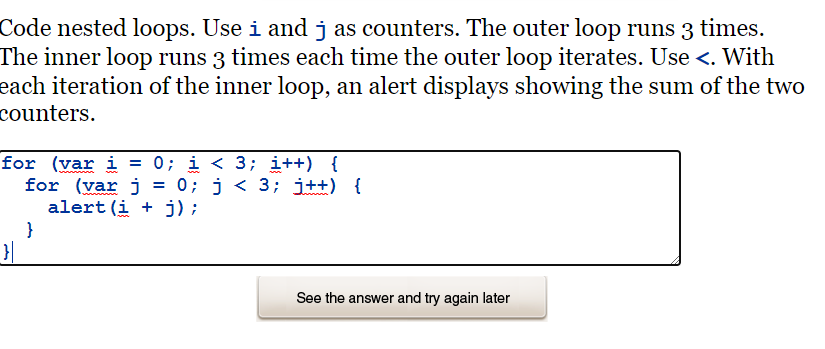 Code nested loops. Use i and j as counters. The outer loop runs 3 times.
The inner loop runs 3 times each time the outer loop iterates. Use <. With
each iteration of the inner loop, an alert displays showing the sum of the two
counters.
for (var i = 0; i < 3; i++) {
  for (var j = 0; j < 3; j++) {
    alert(i + j);
  }
}
See the answer and try again later